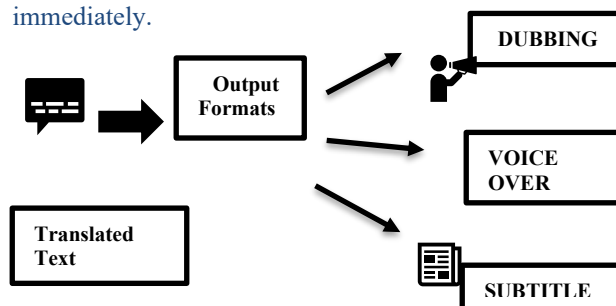 immediately.
DUBBING
Output
Formats
VOICE
OVER
Translated
Text
SUBTITLE